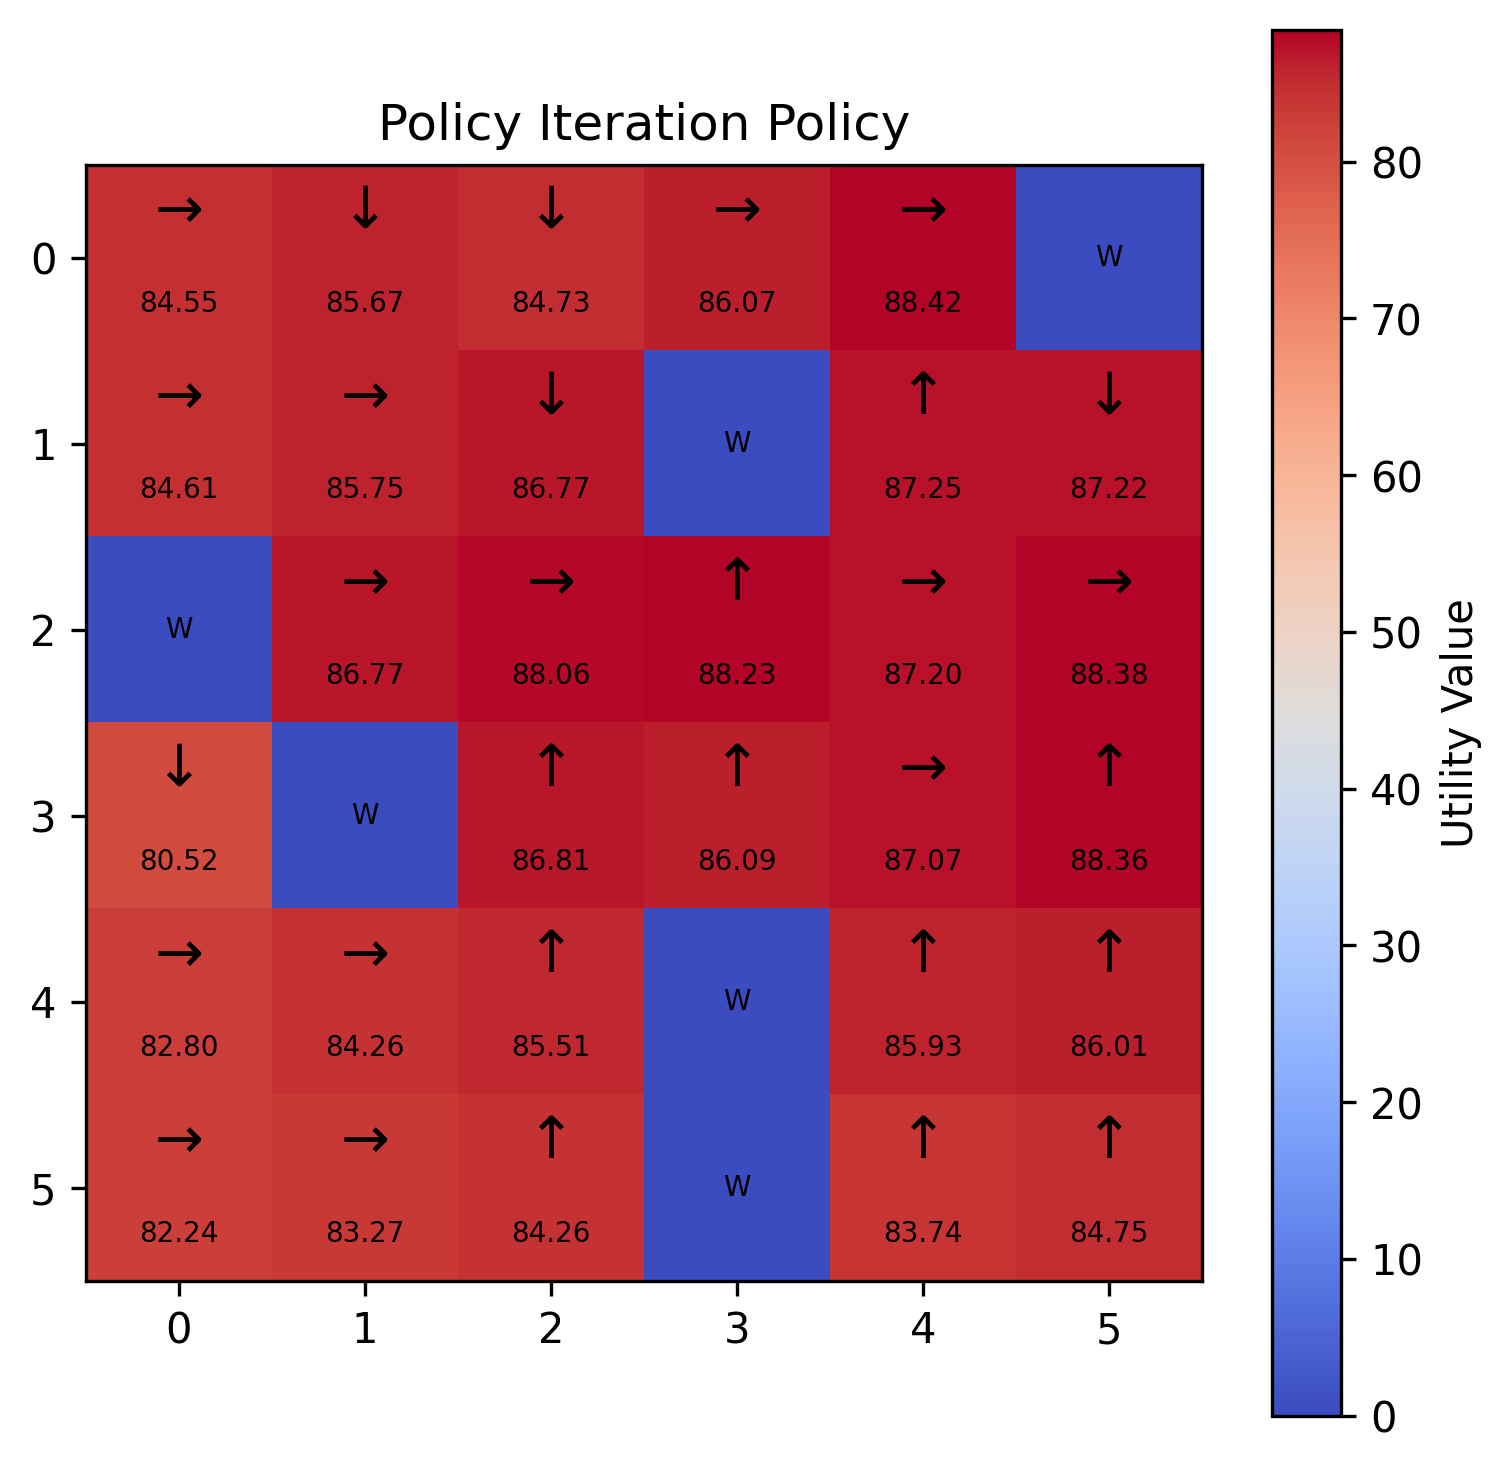 Policy Iteration Policy
→ ↓ ↓ → →
0 W 80
84.55 85.67 84.73 86.07 88.42
70
→ → ↓ ↑ ↓
1 W
84.61 85.75 86.77 87.25 87.22 60
→ → ↑ → →
2 W 50
86.77 88.06 88.23 87.20 88.38
Utility Value
↓ ↑ ↑ → ↑
40
3 W
80.52 86.81 86.09 87.07 88.36
→ → ↑ ↑ ↑
30
4 W
82.80 84.26 85.51 85.93 86.01
20
→ → ↑ ↑ ↑
5 W
82.24 83.27 84.26 83.74 84.75
10
0 1 2 3 4 5
0